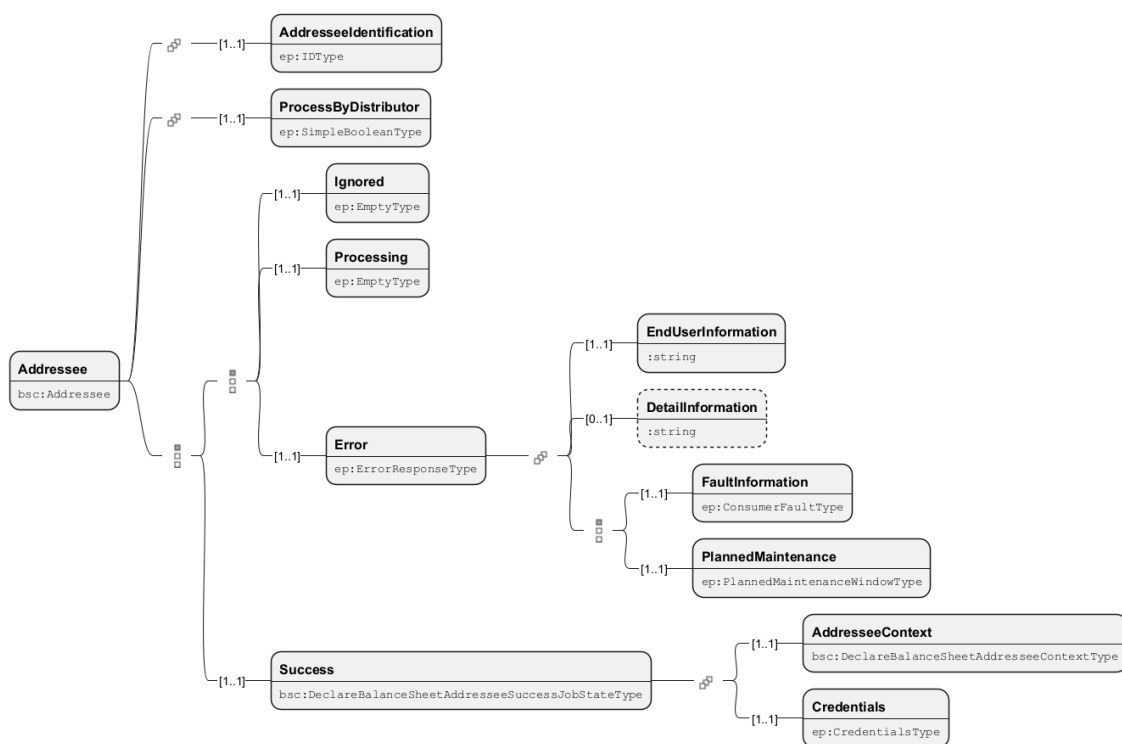 AddresseeIdentification
[1..1]
ep:IDType
ProcessByDistributor
[1..1]
ep:SimpleBooleanType
Ignored
[1..1]
ep:EmptyType
Processing
[1..1]
ep:EmptyType
EndUserInformation
[1..1]
:string
Addressee
bsc:Addressee
DetailInformation
[0..1]
:string
Error
[1..1]
ep:ErrorResponseType
FaultInformation
[1..1]
ep:ConsumerFaultType
PlannedMaintenance
[1..1]
ep:PlannedMaintenanceWindowType
AddresseeContext
[1..1]
bsc:DeclareBalanceSheetAddresseeContextType
Success
[1..1]
bsc:DeclareBalanceSheetAddresseeSuccessJobStateType
Credentials
[1..1]
ep:CredentialsType